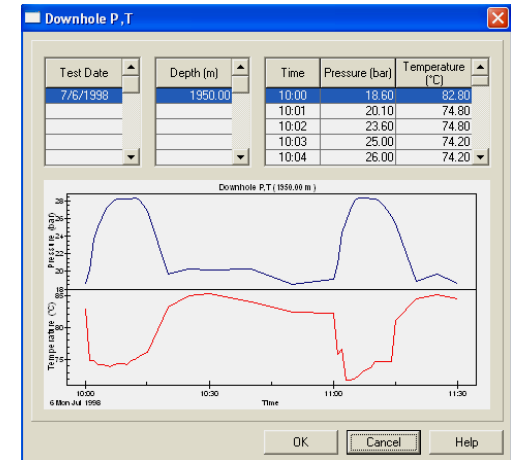 Downhole P,T
Test Date Depth (m) Time Pressure (bar) Temperature (°C)
7/6/1998 1950.00 10:00 18.60 82.80
10:01 20.10 74.80
10:02 23.60 74.80
10:03 25.00 74.20
10:04 26.00 74.20
Downhole P,T ( 1950.00 m )
Pressure (bar)
28
26
24
22
20
18
Temperature (°C)
85
80
75
10:00 10:30 11:00 11:30
6 Mon Jul 1998 Time
OK Cancel Help